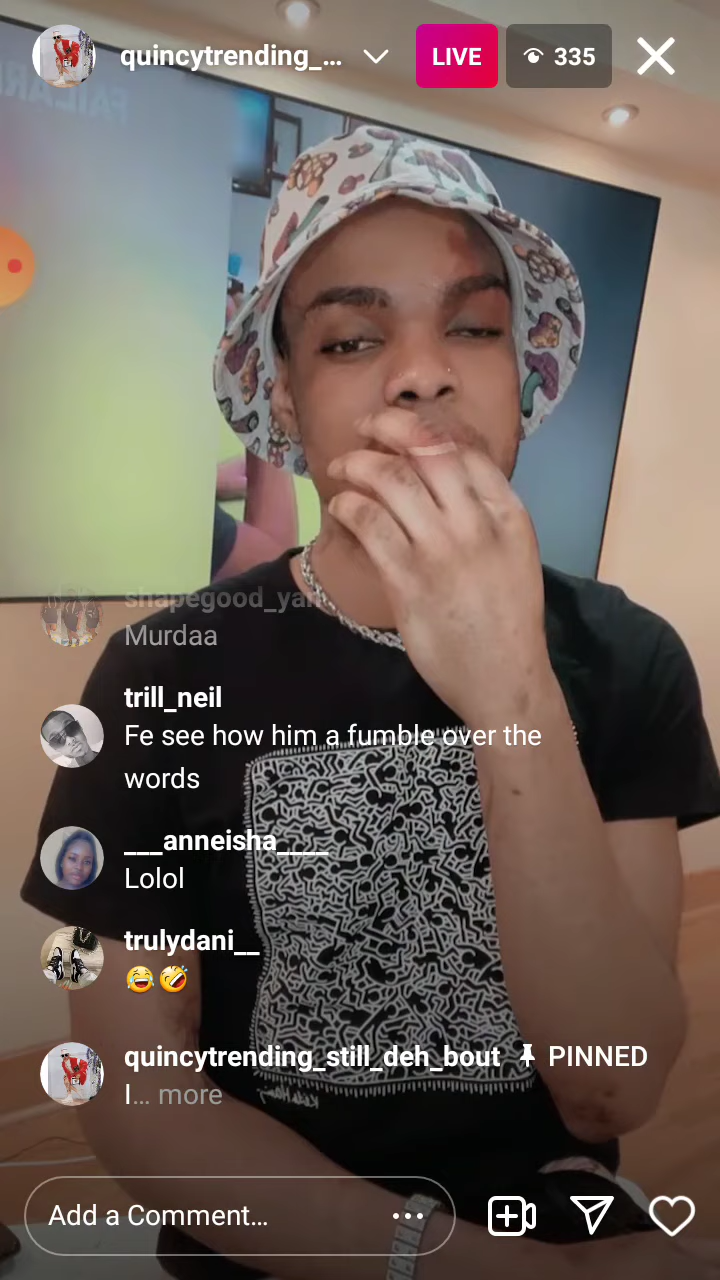 quincytrending_...
LIVE
335
shapegood_yan
Murdaa
trill_neil
Fe see how him a fumble over the
words
___anneisha____
Lolol
trulydani__
😂🤣
quincytrending_still_deh_bout PINNED
I... more
Add a Comment...